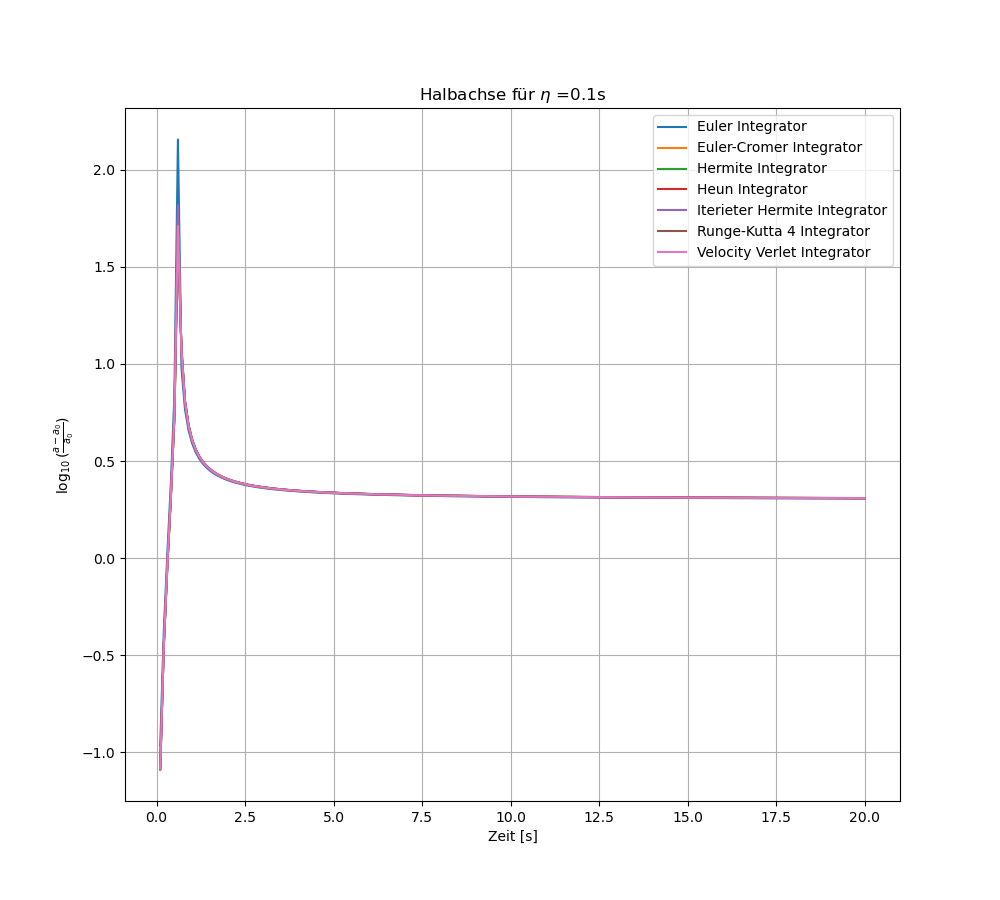 Halbachse für η =0.1s
Euler Integrator
Euler-Cromer Integrator
Hermite Integrator
Heun Integrator
Iterieter Hermite Integrator
Runge-Kutta 4 Integrator
Velocity Verlet Integrator
2.0
1.5
1.0
0.5
0.0
−0.5
−1.0
log₁₀(a − a₀/a₀)
0.0 2.5 5.0 7.5 10.0 12.5 15.0 17.5 20.0
Zeit [s]